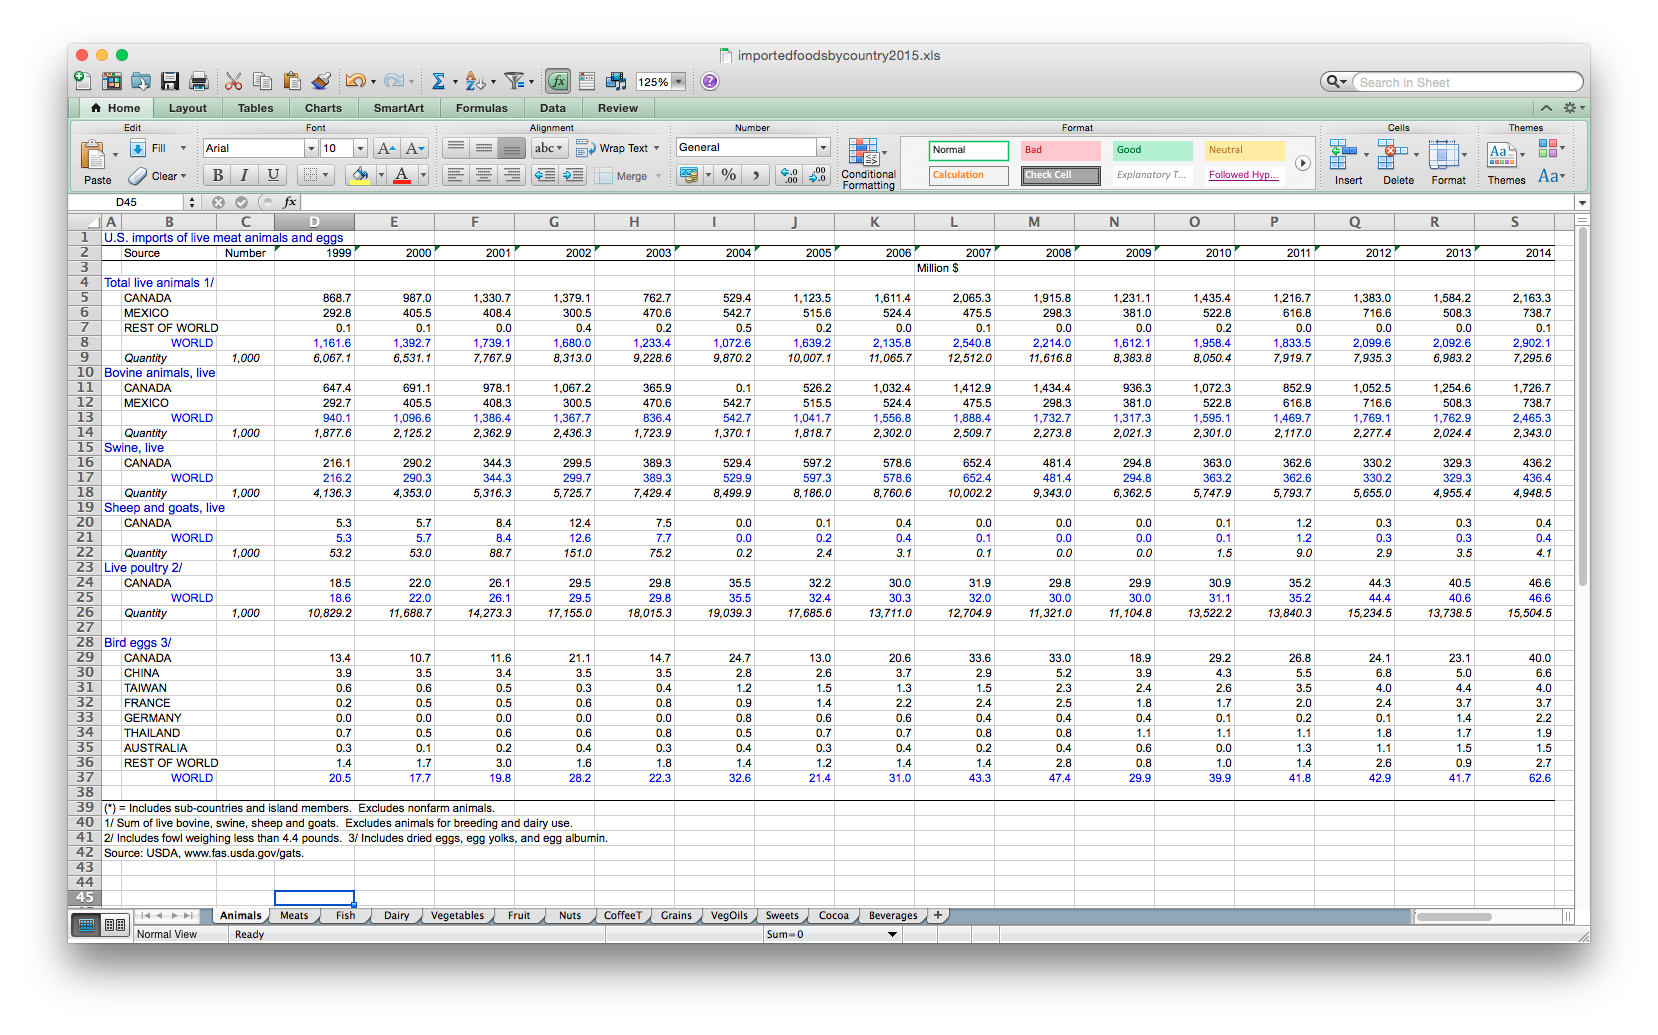 importedfoodsbycountry2015.xls
125%
Search in Sheet
Home Layout Tables Charts SmartArt Formulas Data Review
Edit Font Alignment Number Format Cells Themes
Fill Arial 10 A A abc Wrap Text General Normal Bad Good Neutral
Paste Clear B I U A Merge % Conditional Formatting Calculation Check Cell Explanatory T... Followed Hyp... Insert Delete Format Themes Aa
D45 fx
A B C D E F G H I J K L M N O P Q R S
1 U.S. imports of live meat animals and eggs
2 Source Number 1999 2000 2001 2002 2003 2004 2005 2006 2007 2008 2009 2010 2011 2012 2013 2014
3 Million $
4 Total live animals 1/
5 CANADA 868.7 987.0 1,330.7 1,379.1 762.7 529.4 1,123.5 1,611.4 2,065.3 1,915.8 1,231.1 1,435.4 1,216.7 1,383.0 1,584.2 2,163.3
6 MEXICO 292.8 405.5 408.4 300.5 470.6 542.7 515.6 524.4 475.5 298.3 381.0 522.8 616.8 716.6 508.3 738.7
7 REST OF WORLD 0.1 0.1 0.0 0.4 0.2 0.5 0.2 0.0 0.1 0.0 0.0 0.2 0.0 0.0 0.0 0.1
8 WORLD 1,161.6 1,392.7 1,739.1 1,680.0 1,233.4 1,072.6 1,639.2 2,135.8 2,540.8 2,214.0 1,612.1 1,958.4 1,833.5 2,099.6 2,092.6 2,902.1
9 Quantity 1,000 6,067.1 6,531.1 7,767.9 8,313.0 9,228.6 9,870.2 10,007.1 11,065.7 12,512.0 11,616.8 8,383.8 8,050.4 7,919.7 7,935.3 6,983.2 7,295.6
10 Bovine animals, live
11 CANADA 647.4 691.1 978.1 1,067.2 365.9 0.1 526.2 1,032.4 1,412.9 1,434.4 936.3 1,072.3 852.9 1,052.5 1,254.6 1,726.7
12 MEXICO 292.7 405.5 408.3 300.5 470.6 542.7 515.5 524.4 475.5 298.3 381.0 522.8 616.8 716.6 508.3 738.7
13 WORLD 940.1 1,096.6 1,386.4 1,367.7 836.4 542.7 1,041.7 1,556.8 1,888.4 1,732.7 1,317.3 1,595.1 1,469.7 1,769.1 1,762.9 2,465.3
14 Quantity 1,000 1,877.6 2,125.2 2,362.9 2,436.3 1,723.9 1,370.1 1,818.7 2,302.0 2,509.7 2,273.8 2,021.3 2,301.0 2,117.0 2,277.4 2,024.4 2,343.0
15 Swine, live
16 CANADA 216.1 290.2 344.3 299.5 389.3 529.4 597.2 578.6 652.4 481.4 294.8 363.0 362.6 330.2 329.3 436.2
17 WORLD 216.2 290.3 344.3 299.7 389.3 529.9 597.3 578.6 652.4 481.4 294.8 363.2 362.6 330.2 329.3 436.4
18 Quantity 1,000 4,136.3 4,353.0 5,316.3 5,725.7 7,429.4 8,499.9 8,186.0 8,760.6 10,002.2 9,343.0 6,362.5 5,747.9 5,793.7 5,655.0 4,955.4 4,948.5
19 Sheep and goats, live
20 CANADA 5.3 5.7 8.4 12.4 7.5 0.0 0.1 0.4 0.0 0.0 0.0 0.1 1.2 0.3 0.3 0.4
21 WORLD 5.3 5.7 8.4 12.6 7.7 0.0 0.2 0.4 0.1 0.0 0.0 0.1 1.2 0.3 0.3 0.4
22 Quantity 1,000 53.2 53.0 88.7 151.0 75.2 0.2 2.4 3.1 0.1 0.0 0.0 1.5 9.0 2.9 3.5 4.1
23 Live poultry 2/
24 CANADA 18.5 22.0 26.1 29.5 29.8 35.5 32.2 30.0 31.9 29.8 29.9 30.9 35.2 44.3 40.5 46.6
25 WORLD 18.6 22.0 26.1 29.5 29.8 35.5 32.4 30.3 32.0 30.0 30.0 31.1 35.2 44.4 40.6 46.6
26 Quantity 1,000 10,829.2 11,688.7 14,273.3 17,155.0 18,015.3 19,039.3 17,685.6 13,711.0 12,704.9 11,321.0 11,104.8 13,522.2 13,840.3 15,234.5 13,738.5 15,504.5
27
28 Bird eggs 3/
29 CANADA 13.4 10.7 11.6 21.1 14.7 24.7 13.0 20.6 33.6 33.0 18.9 29.2 26.8 24.1 23.1 40.0
30 CHINA 3.9 3.5 3.4 3.5 3.5 2.8 2.6 3.7 2.9 5.2 3.9 4.3 5.5 6.8 5.0 6.6
31 TAIWAN 0.6 0.6 0.5 0.3 0.4 1.2 1.5 1.3 1.5 2.3 2.4 2.6 3.5 4.0 4.4 4.0
32 FRANCE 0.2 0.5 0.5 0.6 0.8 0.9 1.4 2.2 2.4 2.5 1.8 1.7 2.0 2.4 3.7 3.7
33 GERMANY 0.0 0.0 0.0 0.0 0.0 0.8 0.6 0.6 0.4 0.4 0.4 0.1 0.2 0.1 1.4 2.2
34 THAILAND 0.7 0.5 0.6 0.6 0.8 0.5 0.7 0.7 0.8 0.8 1.1 1.1 1.1 1.8 1.7 1.9
35 AUSTRALIA 0.3 0.1 0.2 0.4 0.3 0.4 0.3 0.4 0.2 0.4 0.6 0.0 1.3 1.1 1.5 1.5
36 REST OF WORLD 1.4 1.7 3.0 1.6 1.8 1.4 1.2 1.4 1.4 2.8 0.8 1.0 1.4 2.6 0.9 2.7
37 WORLD 20.5 17.7 19.8 28.2 22.3 32.6 21.4 31.0 43.3 47.4 29.9 39.9 41.8 42.9 41.7 62.6
38
39 (*) = Includes sub-countries and island members. Excludes nonfarm animals.
40 1/ Sum of live bovine, swine, sheep and goats. Excludes animals for breeding and dairy use.
41 2/ Includes fowl weighing less than 4.4 pounds. 3/ Includes dried eggs, egg yolks, and egg albumin.
42 Source: USDA, www.fas.usda.gov/gats.
43
44
45
Animals Meats Fish Dairy Vegetables Fruit Nuts CoffeeT Grains VegOils Sweets Cocoa Beverages +
Normal View Ready Sum=0